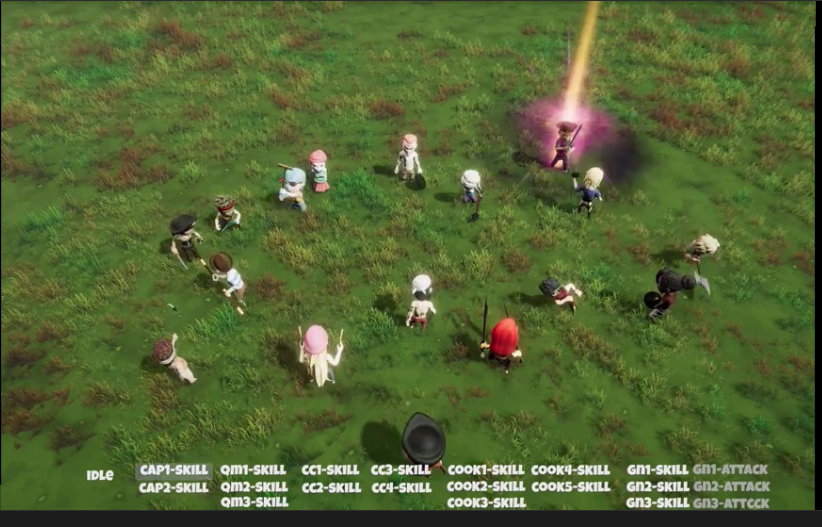 IDLE CAP1-SKILL QM1-SKILL CC1-SKILL CC3-SKILL COOK1-SKILL COOK4-SKILL GN1-SKILL GN1-ATTACK
CAP2-SKILL QM2-SKILL CC2-SKILL CC4-SKILL COOK2-SKILL COOK5-SKILL GN2-SKILL GN2-ATTACK
QM3-SKILL COOK3-SKILL GN3-SKILL GN3-ATTCCK